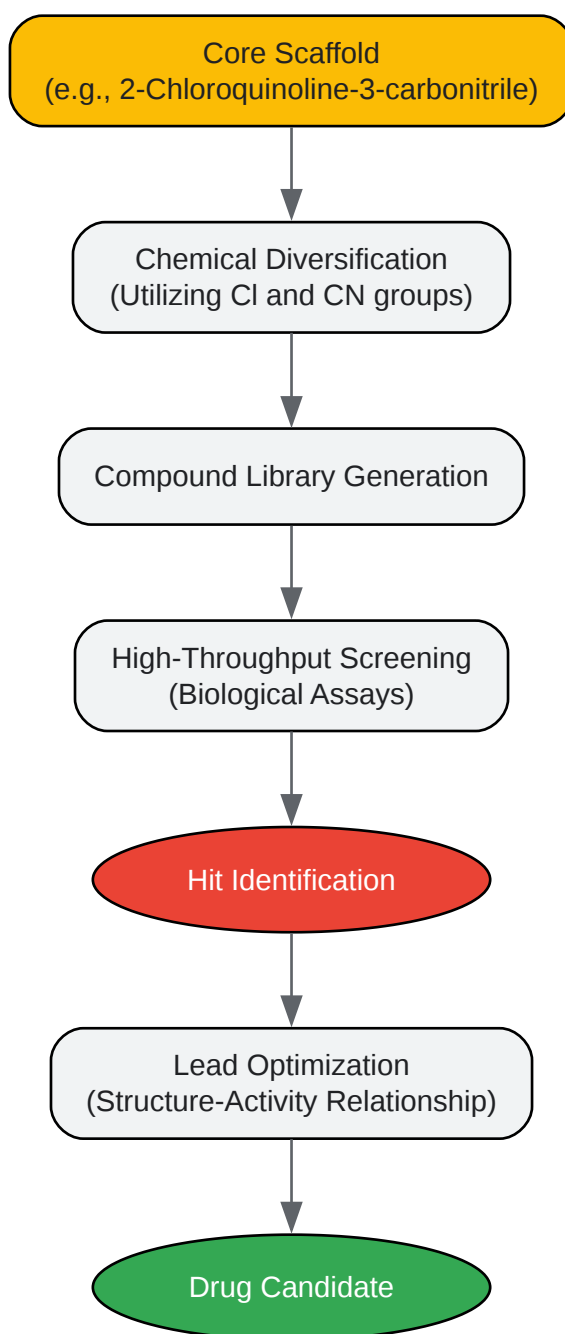 Core Scaffold
(e.g., 2-Chloroquinoline-3-carbonitrile)
Chemical Diversification
(Utilizing Cl and CN groups)
Compound Library Generation
High-Throughput Screening
(Biological Assays)
Hit Identification
Lead Optimization
(Structure-Activity Relationship)
Drug Candidate